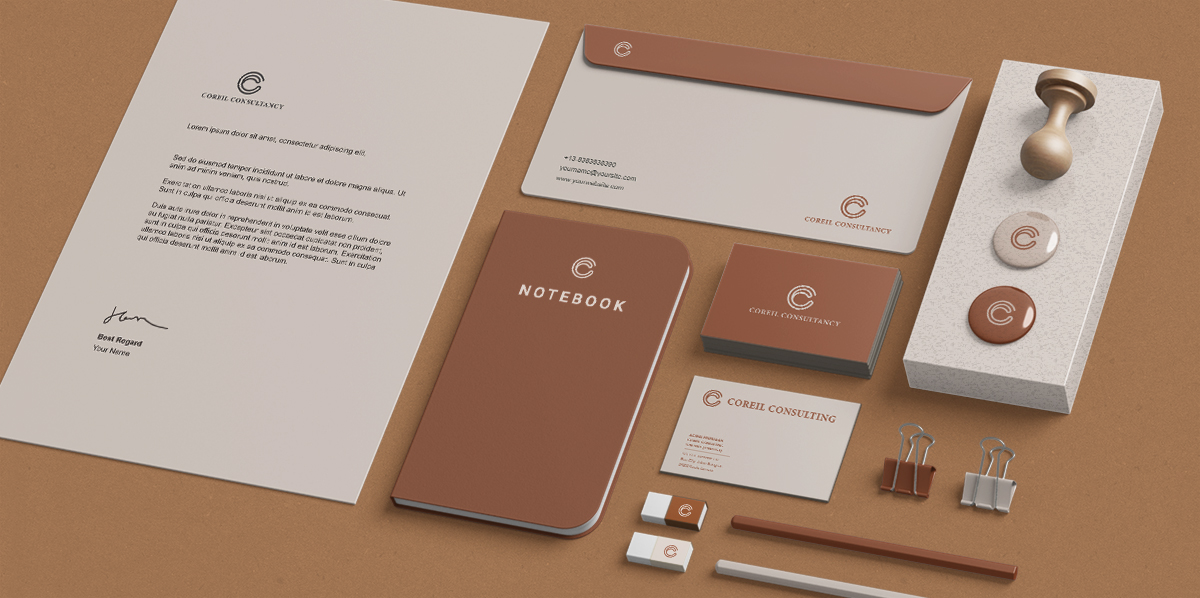 COREIL CONSULTANCY
Lorem ipsum dolor sit amet, consectetur adipiscing elit,
Sed do eiusmod tempor incididunt ut labore et dolore magna aliqua. Ut
enim ad minim veniam, quis nostrud.
Exercitation ullamco laboris nisi ut aliquip ex ea commodo consequat.
Sunt in culpa qui officia deserunt mollit anim id est laborum.
Duis aute irure dolor in reprehenderit in voluptate velit esse cillum dolore
eu fugiat nulla pariatur. Excepteur sint occaecat cupidatat non proident,
sunt in culpa qui officia deserunt mollit anim id est laborum. Exercitation
ullamco laboris nisi ut aliquip ex ea commodo consequat. Sunt in culpa
qui officia deserunt mollit anim id est laborum.
Best Regard
Your Name
+13 8383838390
yourname@yoursite.com
www.yourwebsite.com
COREIL CONSULTANCY
NOTEBOOK
COREIL CONSULTANCY
COREIL CONSULTING